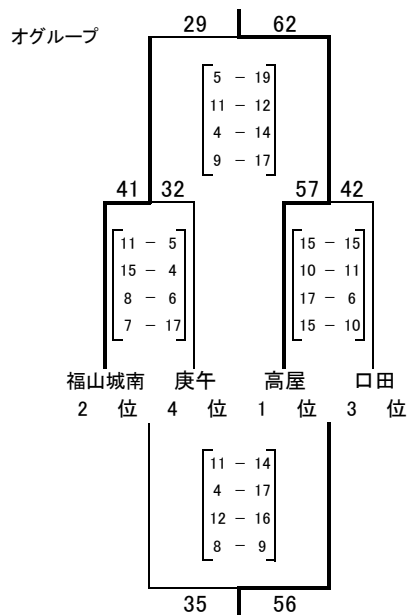 オグループ
29 62
5 － 19
11 － 12
4 － 14
9 － 17
41 32 57 42
11 － 5 15 － 15
15 － 4 10 － 11
8 － 6 17 － 6
7 － 17 15 － 10
福山城南 庚午 高屋 口田
2 位 4 位 1 位 3 位
11 － 14
4 － 17
12 － 16
8 － 9
35 56